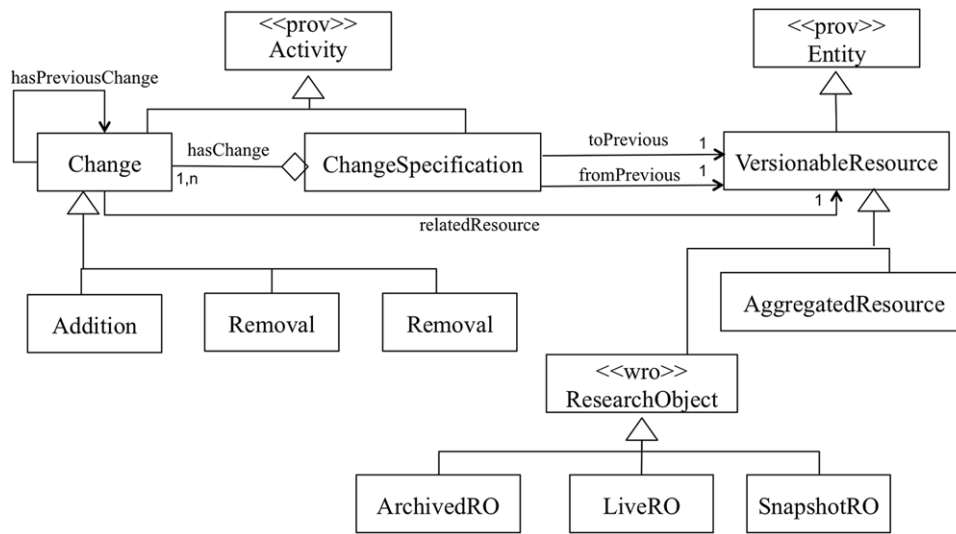 <<prov>>
Activity
<<prov>>
Entity
hasPreviousChange
Change
hasChange
1,n
ChangeSpecification
toPrevious
1
fromPrevious
1
VersionableResource
relatedResource
1
Addition
Removal
Removal
AggregatedResource
<<wro>>
ResearchObject
ArchivedRO
LiveRO
SnapshotRO